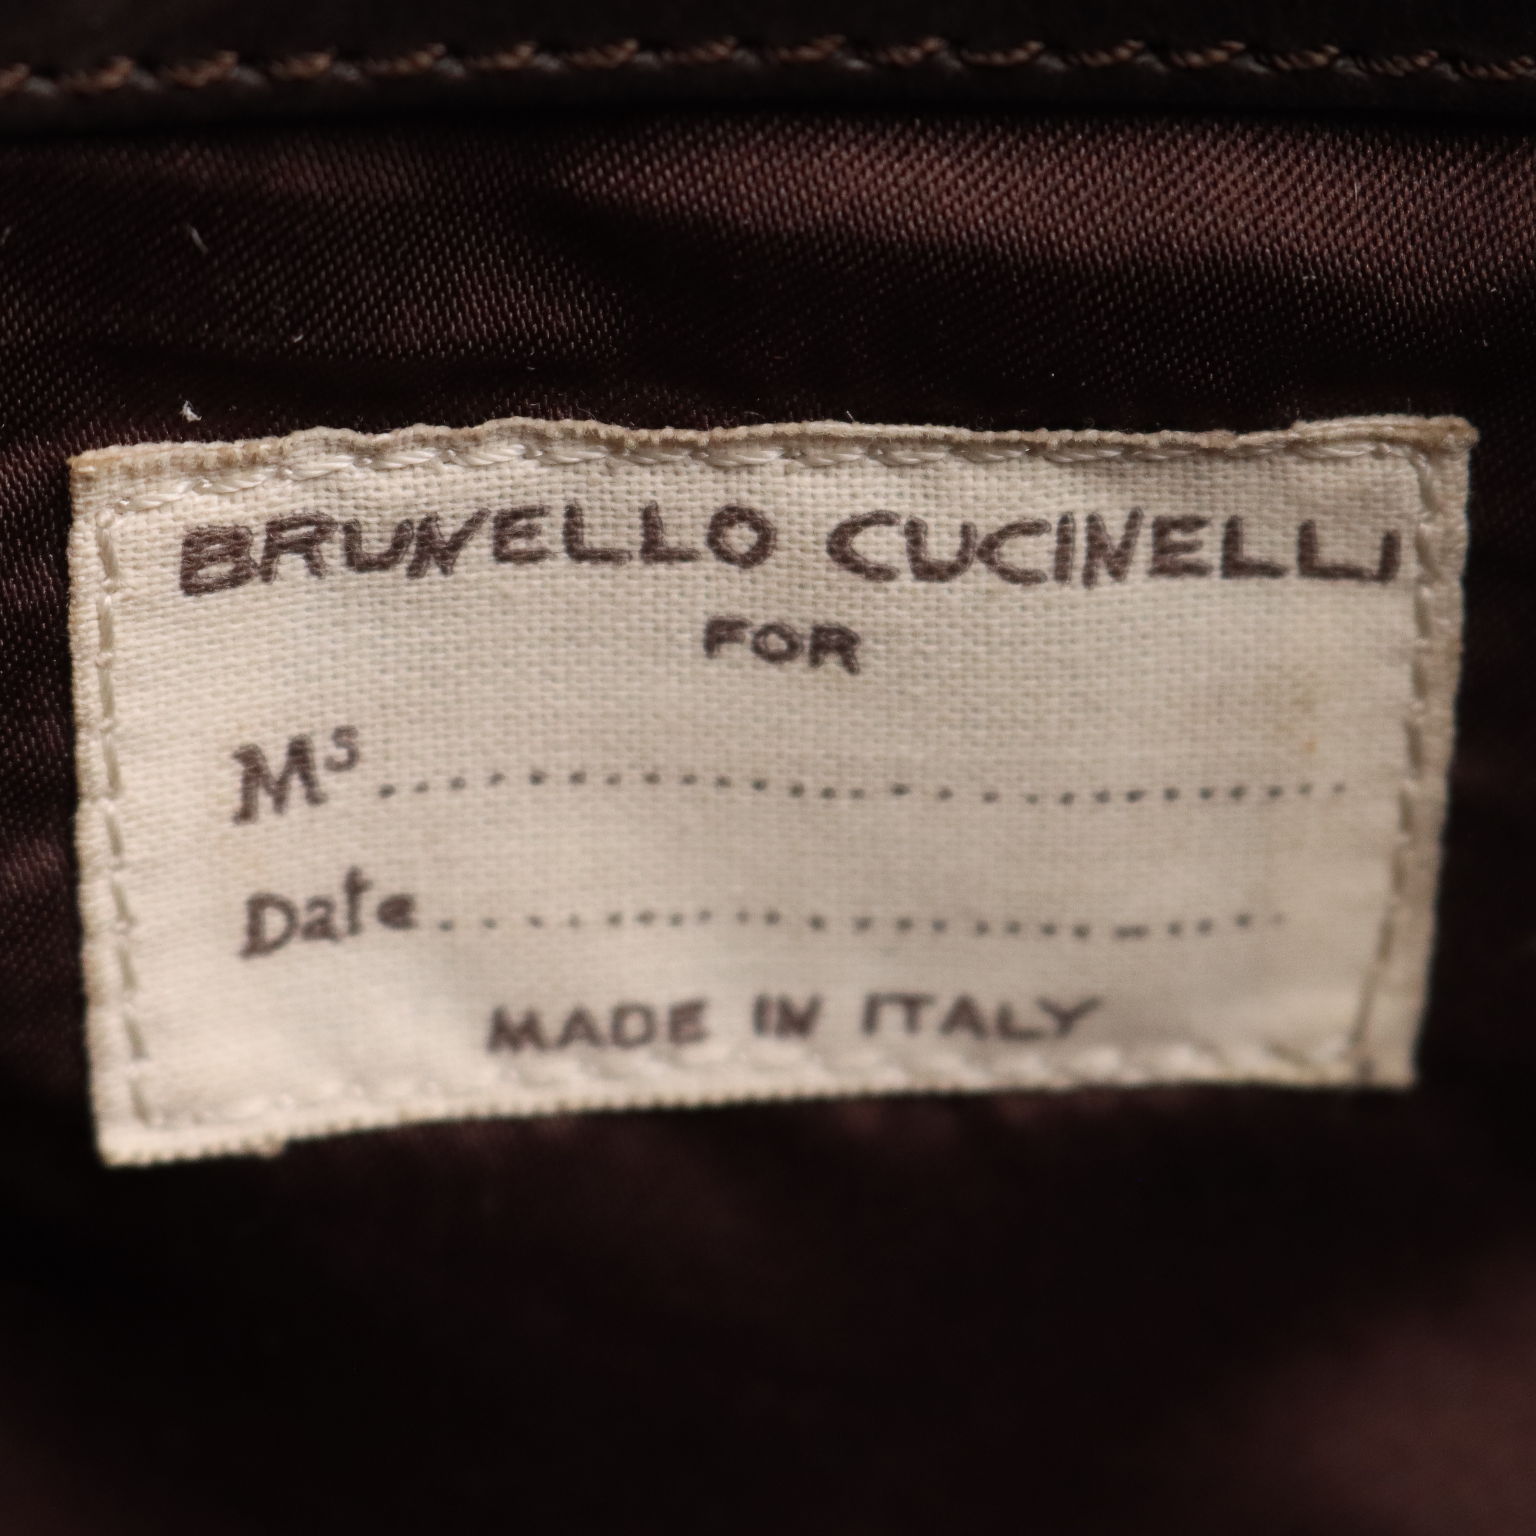 BRUNELLO CUCINELLI
FOR
Ms....................................
Date..............................
MADE IN ITALY